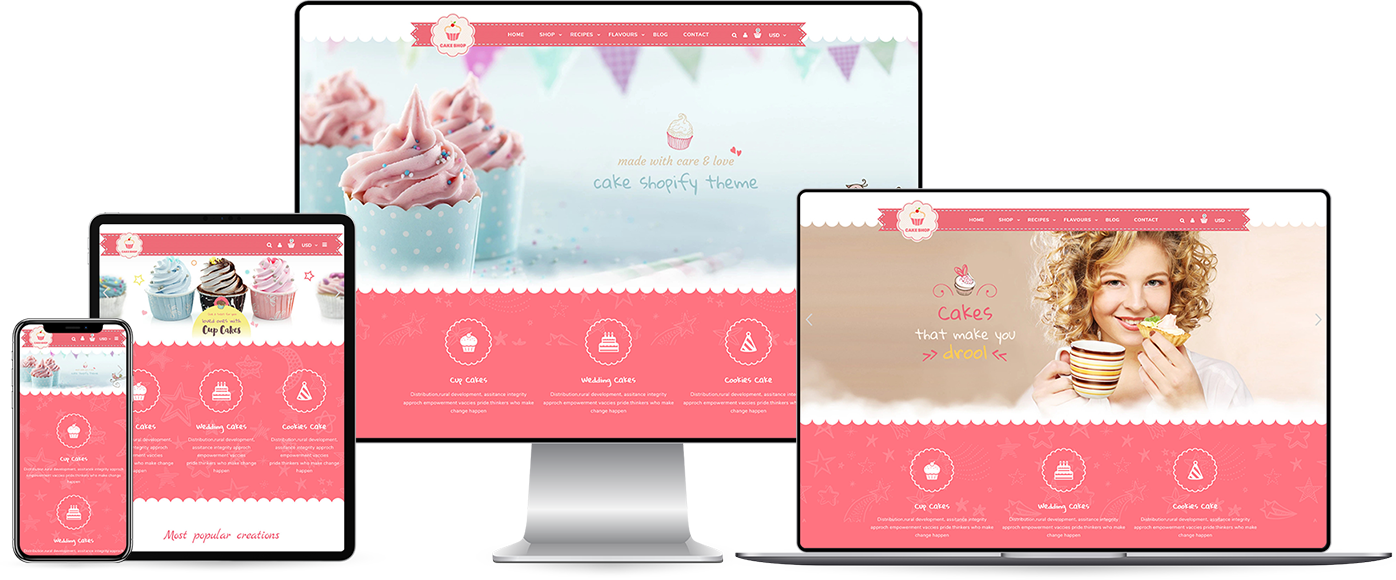 CAKE SHOP
HOME SHOP RECIPES FLAVOURS BLOG CONTACT USD
made with care & love
cake shopify theme
Cup Cakes
Distribution,rural development, assitance integrity
approch empowerment vaccies pride.thinkers who make
change happen
Wedding Cakes
Distribution,rural development, assitance integrity
approch empowerment vaccies pride.thinkers who make
change happen
Cookies Cake
Distribution,rural development, assitance integrity
approch empowerment vaccies pride.thinkers who
change happen
CAKE SHOP
HOME SHOP RECIPES FLAVOURS BLOG CONTACT USD
Cakes
that make you
drool
Cup Cakes
Distribution,rural development, assitance integrity
approch empowerment vaccies pride.thinkers who make
change happen
Wedding Cakes
Distribution,rural development, assitance integrity
approch empowerment vaccies pride.thinkers who make
change happen
Cookies Cake
Distribution,rural development, assitance integrity
approch empowerment vaccies pride.thinkers who make
change happen
CAKE SHOP
USD
Cup Cakes
Cakes
rural development,
integrity approch
vaccies
who make change
Wedding Cakes
Distribution,rural development,
assitance integrity approch
empowerment vaccies
pride.thinkers who make change
happen
Cookies Cake
Distribution,rural development,
assitance integrity approch
empowerment vaccies
pride.thinkers who make change
happen
Most popular creations
USD
Cup Cakes
Distribution,rural development, assitance integrity approch
empowerment vaccies pride.thinkers who make change
happen
Wedding Cakes
Distribution,rural development, assitance integrity approch